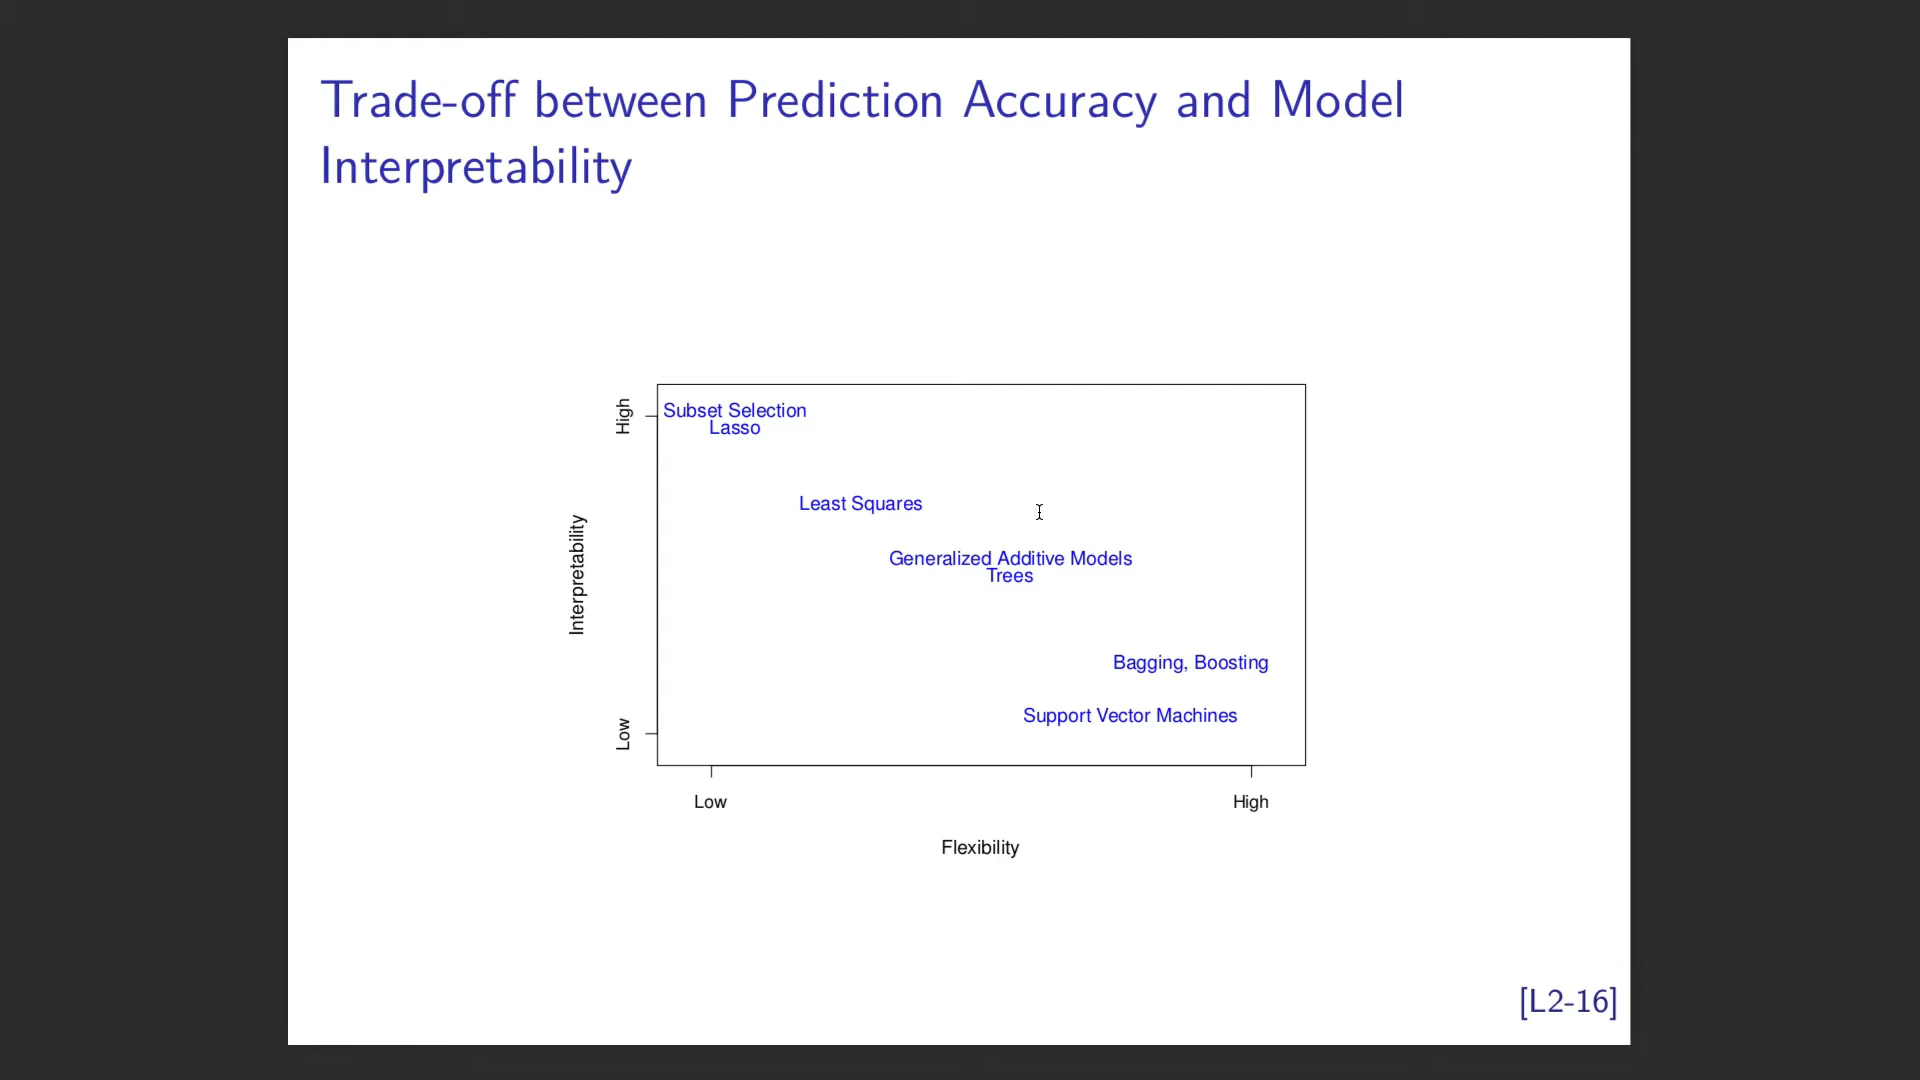 Trade-off between Prediction Accuracy and Model
Interpretability
High
Subset Selection
Lasso
Least Squares
Interpretability
Generalized Additive Models
Trees
Bagging, Boosting
Support Vector Machines
Low
Low
High
Flexibility
[L2-16]